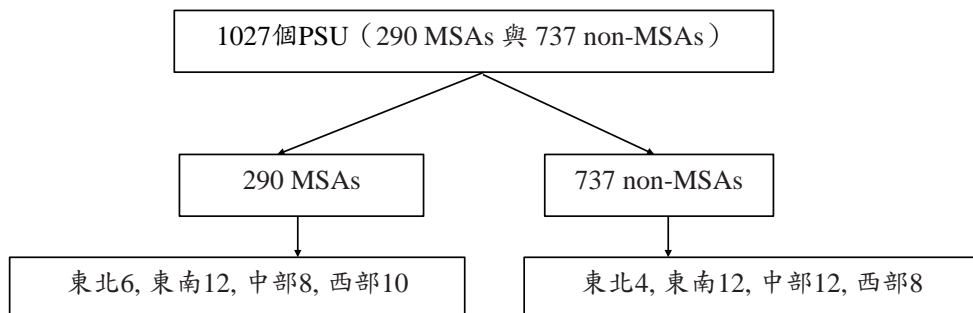 1027個PSU（290 MSAs 與 737 non-MSAs）
290 MSAs
737 non-MSAs
東北6, 東南12, 中部8, 西部10
東北4, 東南12, 中部12, 西部8